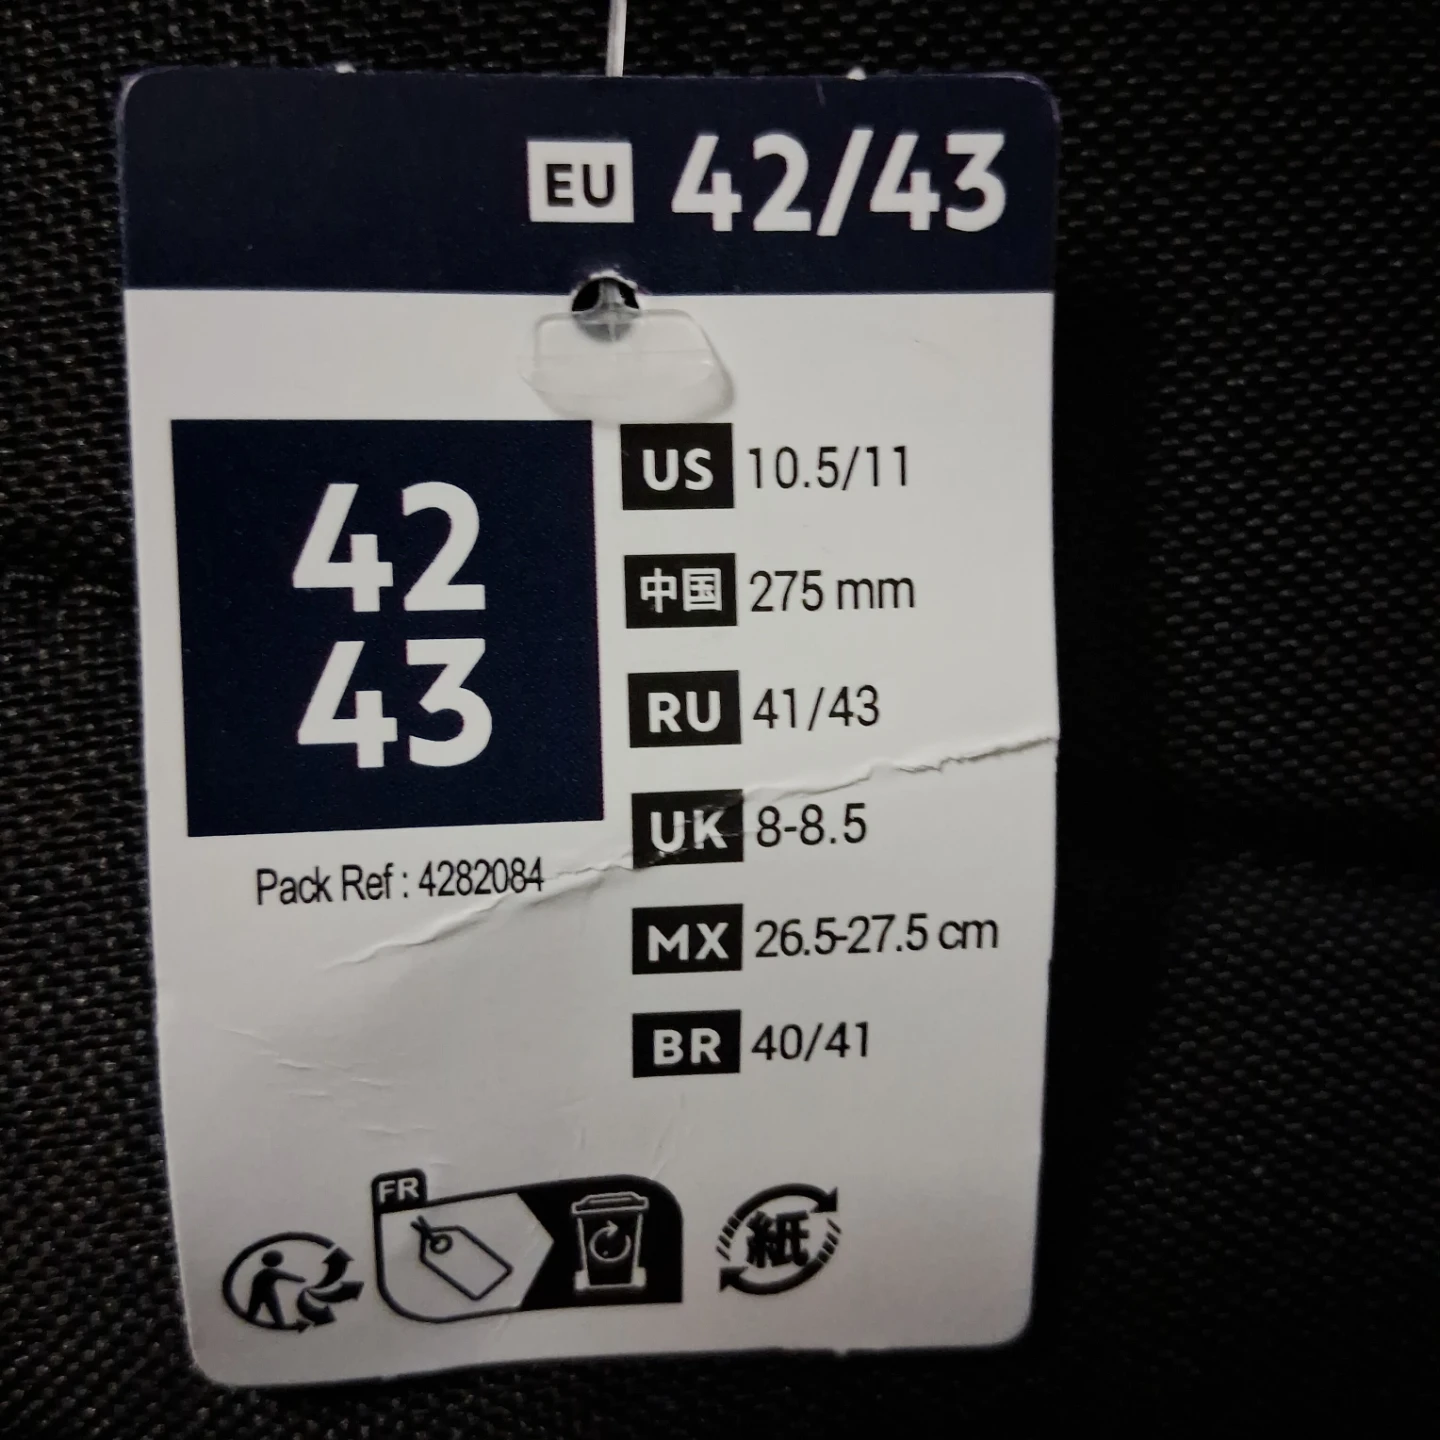 EU 42/43
42
43
Pack Ref : 4282084
US 10.5/11
中国 275 mm
RU 41/43
UK 8-8.5
MX 26.5-27.5 cm
BR 40/41
FR
紙